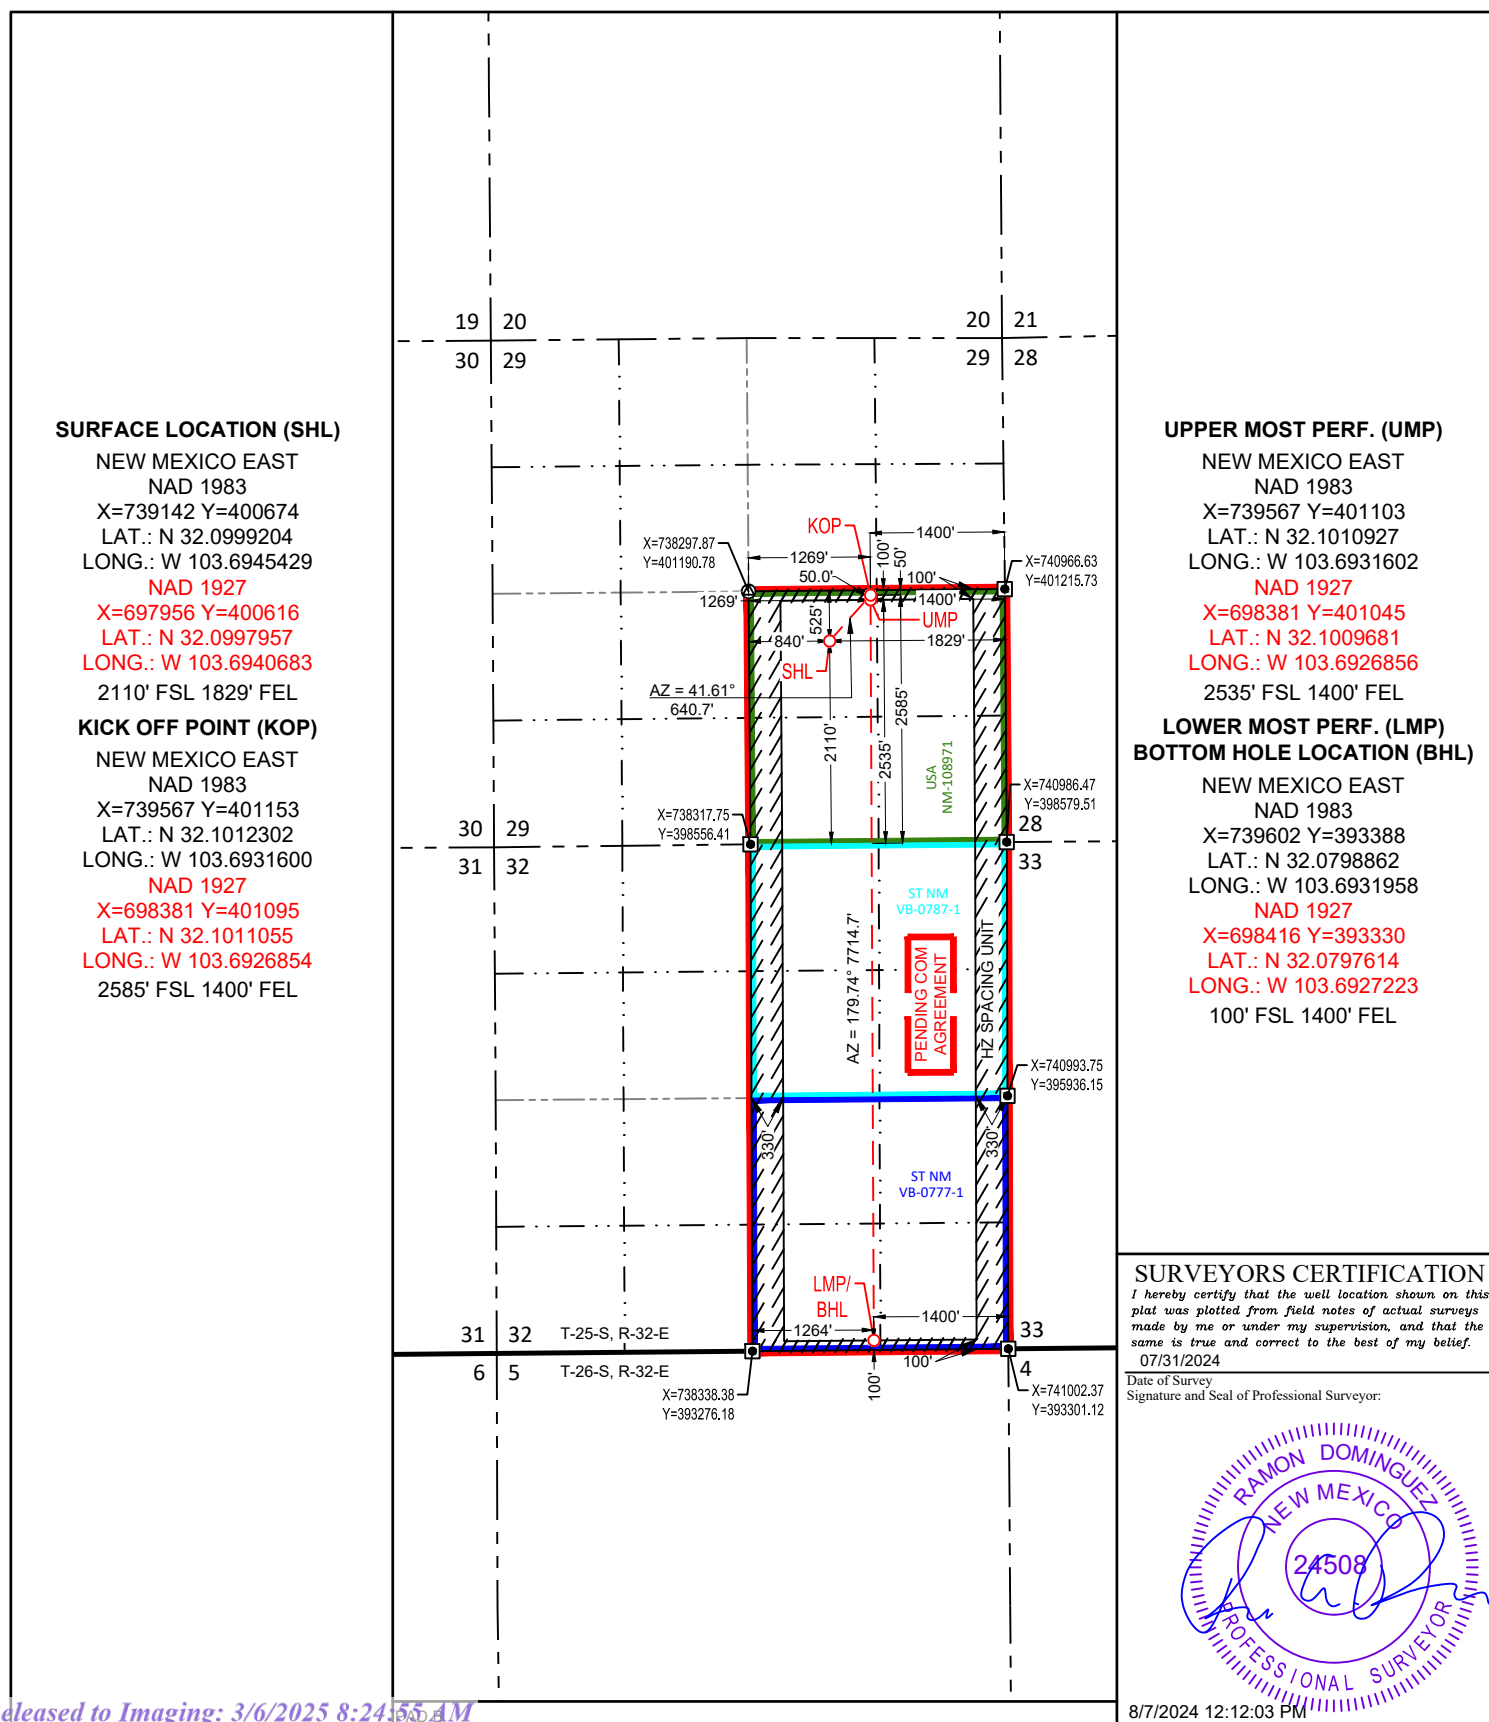 SURFACE LOCATION (SHL)
NEW MEXICO EAST
NAD 1983
X=739142 Y=400674
LAT.: N 32.0999204
LONG.: W 103.6945429
NAD 1927
X=697956 Y=400616
LAT.: N 32.0997957
LONG.: W 103.6940683
2110' FSL 1829' FEL
KICK OFF POINT (KOP)
NEW MEXICO EAST
NAD 1983
X=739567 Y=401153
LAT.: N 32.1012302
LONG.: W 103.6931600
NAD 1927
X=698381 Y=401095
LAT.: N 32.1011055
LONG.: W 103.6926854
2585' FSL 1400' FEL
19 20
30 29
20 21
29 28
KOP
1400'
X=738297.87
Y=401190.78
1269'
100'
50'
X=740966.63
Y=401215.73
50.0'
100'
1269'
1400'
525'
UMP
840'
1829'
SHL
AZ = 41.61°
640.7'
2110'
2535'
2585'
USA
NM-108971
X=740986.47
Y=398579.51
X=738317.75
Y=398556.41
30 29
31 32
28
33
ST NM
VB-0787-1
AZ = 179.74° 7714.7'
PENDING COM
AGREEMENT
HZ SPACING UNIT
X=740993.75
Y=395936.15
330'
330'
ST NM
VB-0777-1
LMP/
BHL
1400'
1264'
31 32
T-25-S, R-32-E
33
6 5
T-26-S, R-32-E
4
100'
100'
X=738338.38
Y=393276.18
X=741002.37
Y=393301.12
UPPER MOST PERF. (UMP)
NEW MEXICO EAST
NAD 1983
X=739567 Y=401103
LAT.: N 32.1010927
LONG.: W 103.6931602
NAD 1927
X=698381 Y=401045
LAT.: N 32.1009681
LONG.: W 103.6926856
2535' FSL 1400' FEL
LOWER MOST PERF. (LMP)
BOTTOM HOLE LOCATION (BHL)
NEW MEXICO EAST
NAD 1983
X=739602 Y=393388
LAT.: N 32.0798862
LONG.: W 103.6931958
NAD 1927
X=698416 Y=393330
LAT.: N 32.0797614
LONG.: W 103.6927223
100' FSL 1400' FEL
SURVEYORS CERTIFICATION
I hereby certify that the well location shown on this
plat was plotted from field notes of actual surveys
made by me or under my supervision, and that the
same is true and correct to the best of my belief.
07/31/2024
Date of Survey
Signature and Seal of Professional Surveyor:
RAMON DOMINGUEZ
NEW MEXICO
24508
PROFESSIONAL SURVEYOR
8/7/2024 12:12:03 PM
eleased to Imaging: 3/6/2025 8:24:55 AM